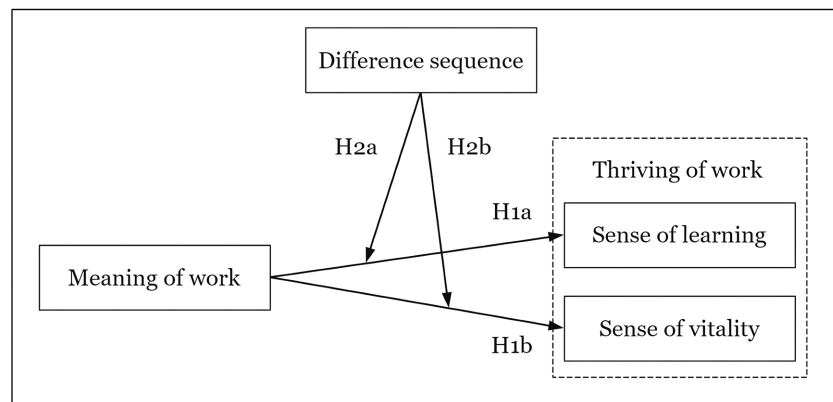 Difference sequence
H2a
H2b
Thriving of work
H1a
Sense of learning
Meaning of work
Sense of vitality
H1b